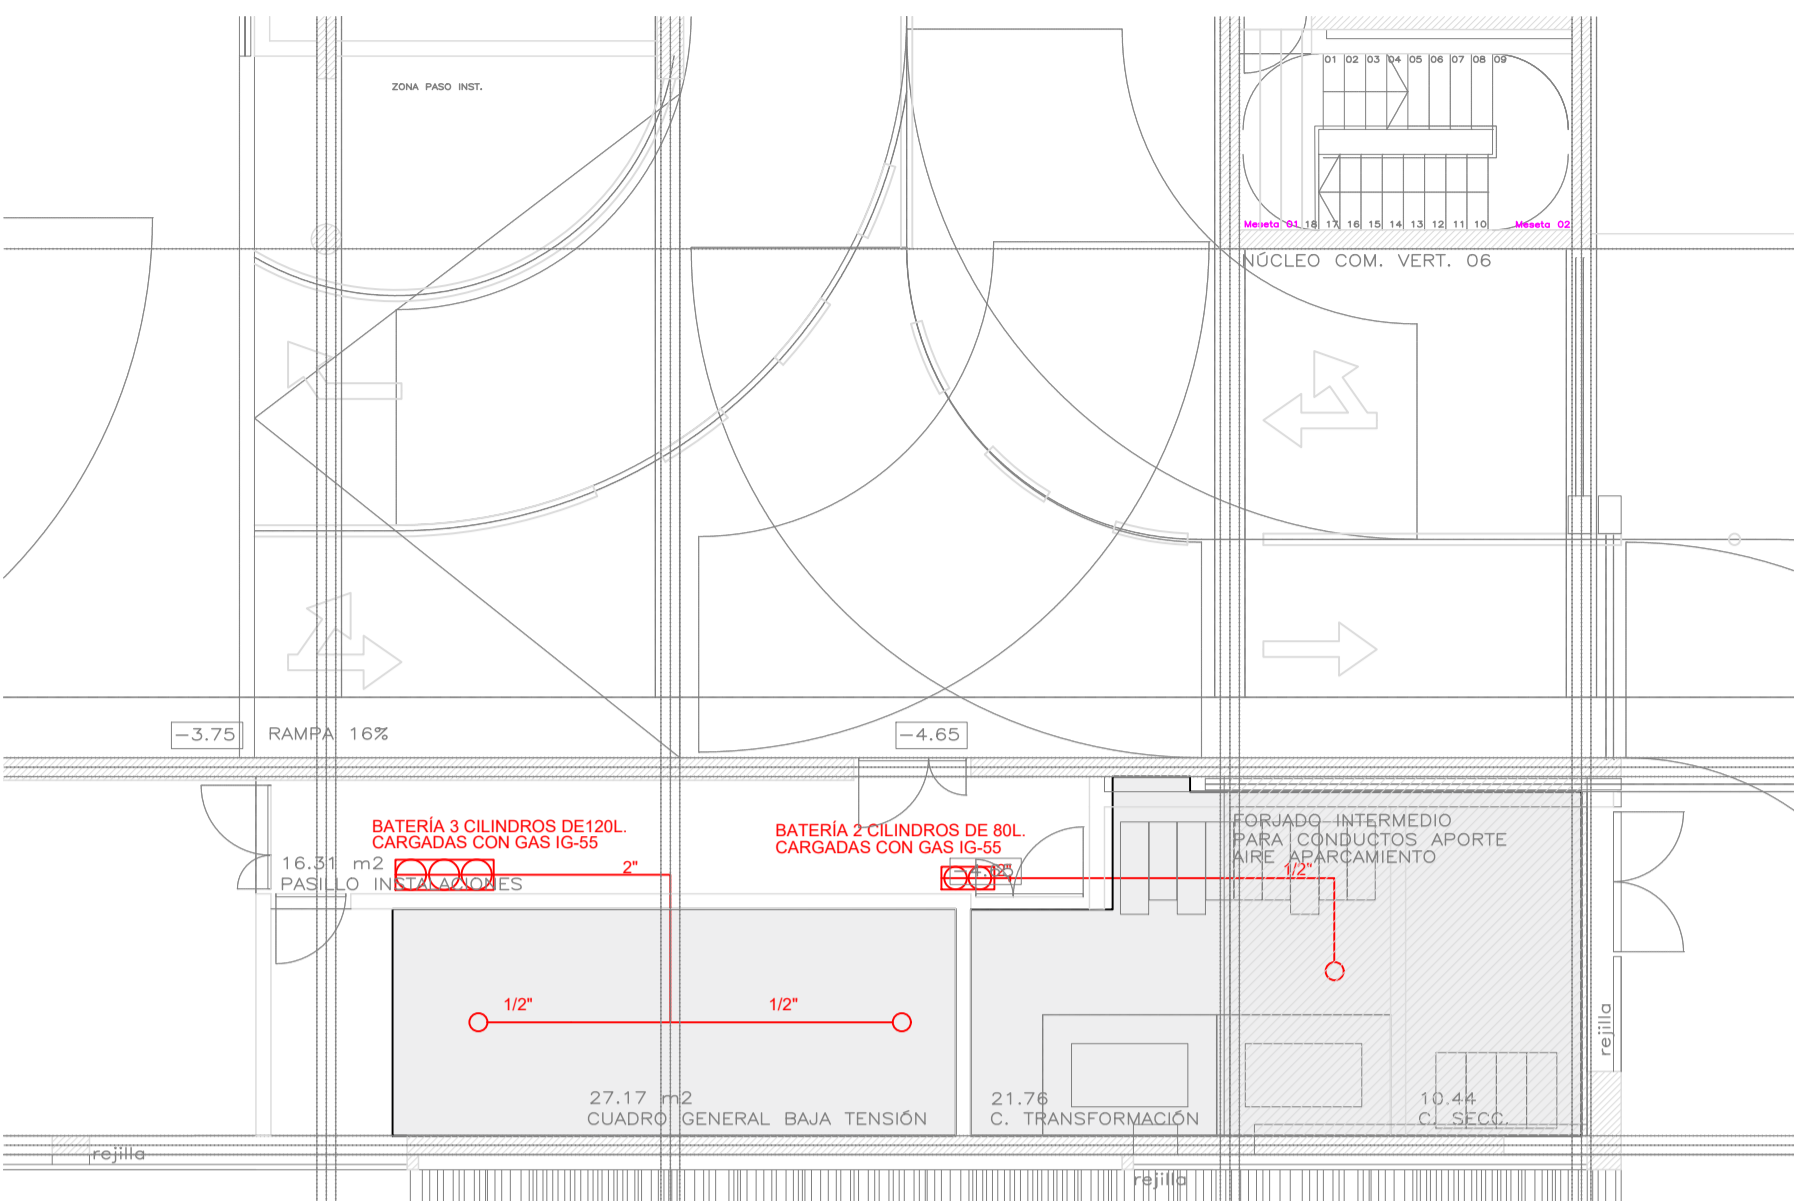 ZONA PASO INST.
01 02 03 04 05 06 07 08 09
Meseta 01 18 17 16 15 14 13 12 11 10 Meseta 02
NÚCLEO COM. VERT. 06
-3.75 RAMPA 16%
-4.65
BATERÍA 3 CILINDROS DE120L.
CARGADAS CON GAS IG-55
BATERÍA 2 CILINDROS DE 80L.
CARGADAS CON GAS IG-55
FORJADO INTERMEDIO
PARA CONDUCTOS APORTE
AIRE APARCAMIENTO
16.31 m2
PASILLO INSTALACIONES
2"
2"
1/2"
1/2"
1/2"
27.17 m2
CUADRO GENERAL BAJA TENSIÓN
21.76
C. TRANSFORMACIÓN
10.44
C. SECC.
rejilla
rejilla
rejilla